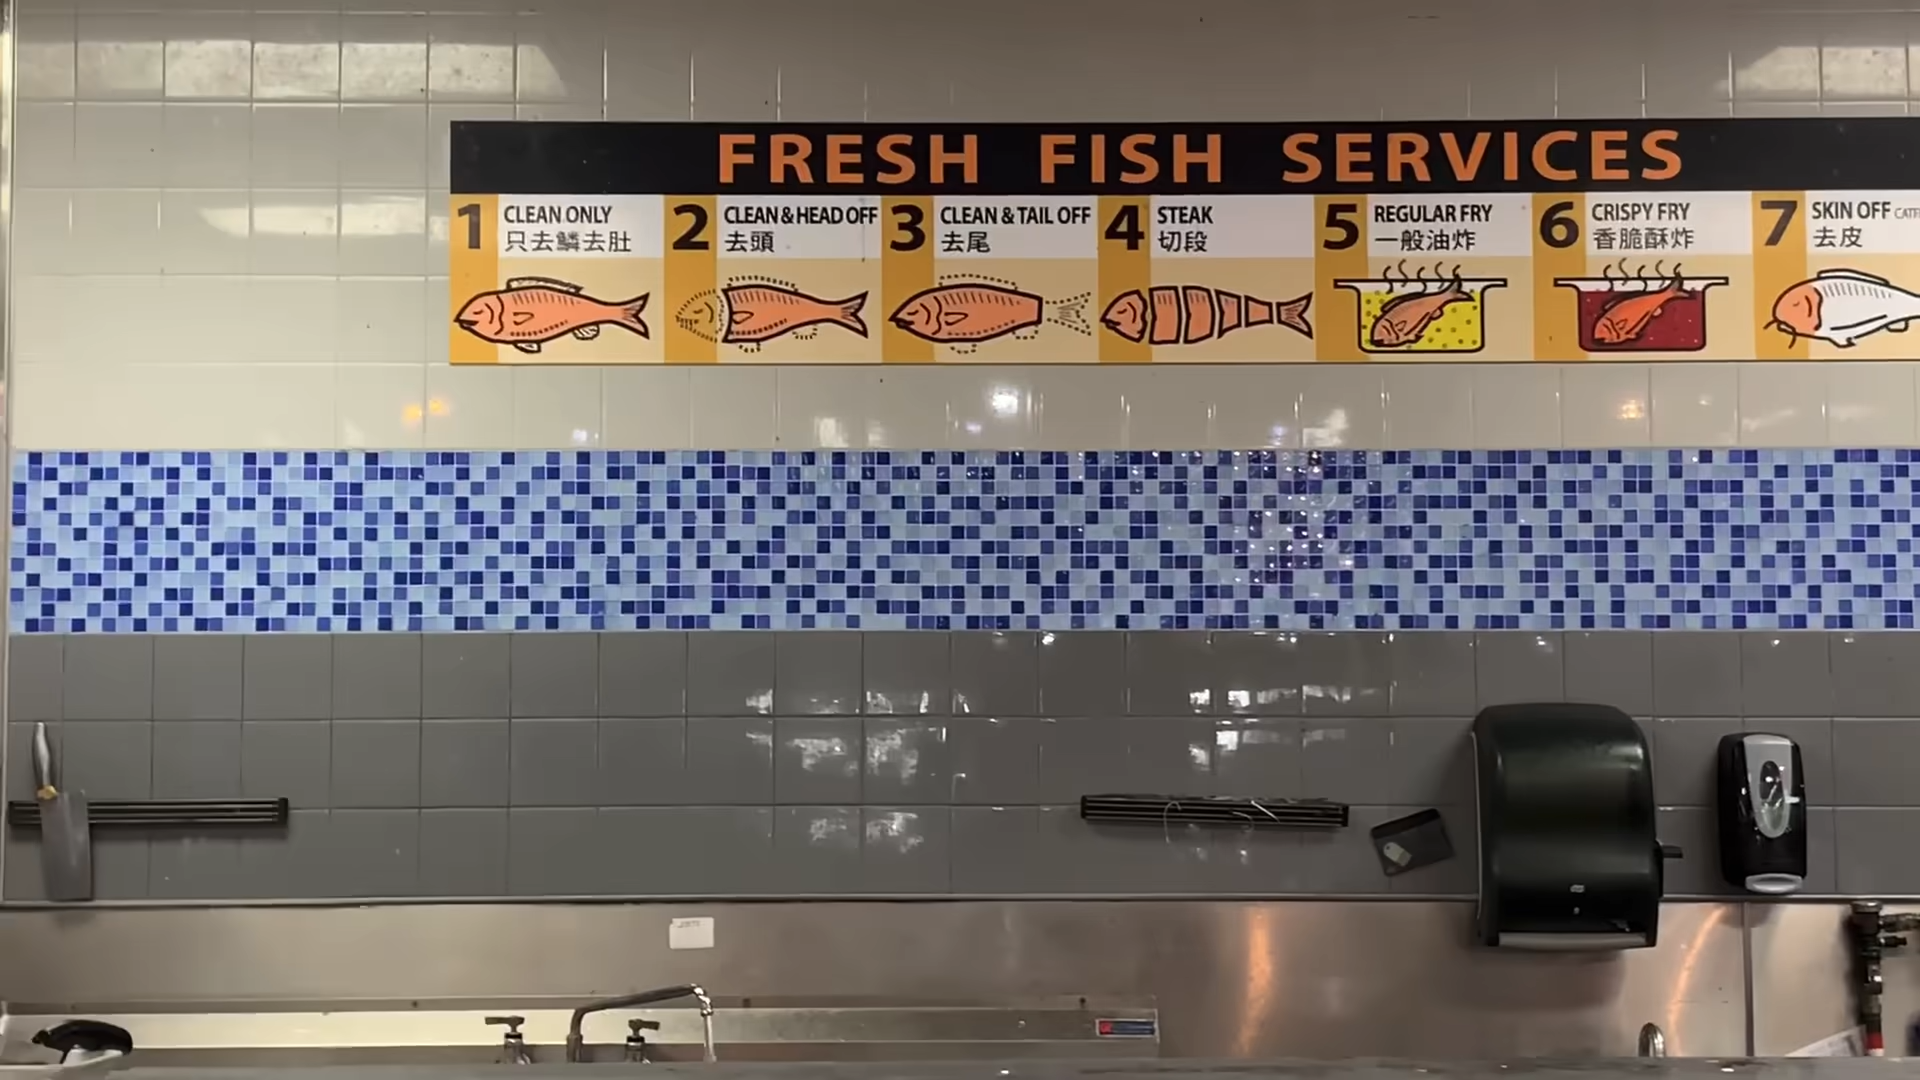 FRESH FISH SERVICES
1 CLEAN ONLY
只去鱗去肚
2 CLEAN & HEAD OFF
去頭
3 CLEAN & TAIL OFF
去尾
4 STEAK
切段
5 REGULAR FRY
一般油炸
6 CRISPY FRY
香脆酥炸
7 SKIN OFF
去皮